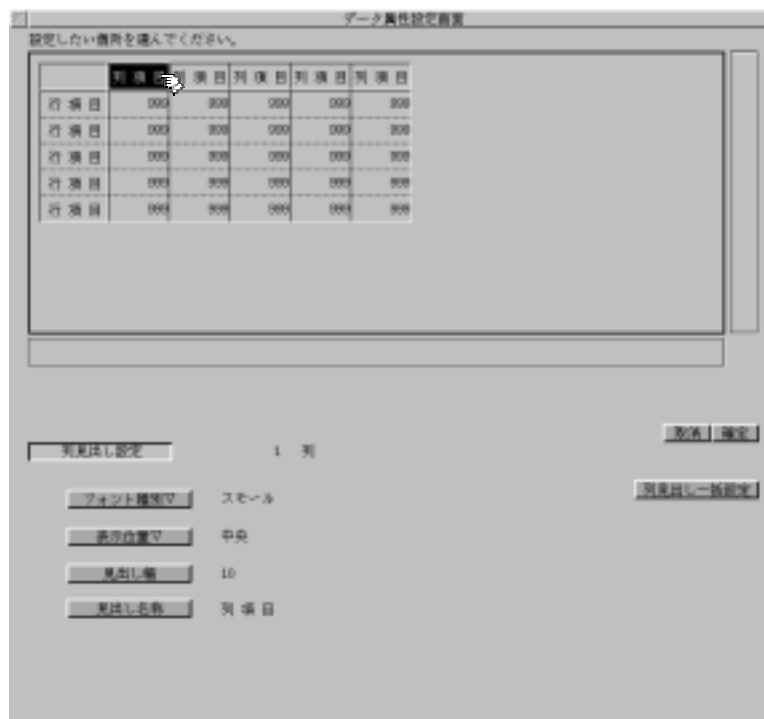 データ属性設定画面
設定したい個所を選んでください。
列 項 目 列 項 目 列 項 目 列 項 目 列 項 目
行 項 目 999 999 999 999 999
行 項 目 999 999 999 999 999
行 項 目 999 999 999 999 999
行 項 目 999 999 999 999 999
行 項 目 999 999 999 999 999
取消 確定
列見出し設定 1 列
列見出し一括設定
フォント種別▽ スモール
表示位置▽ 中央
見出し幅 10
見出し名称 列 項 目